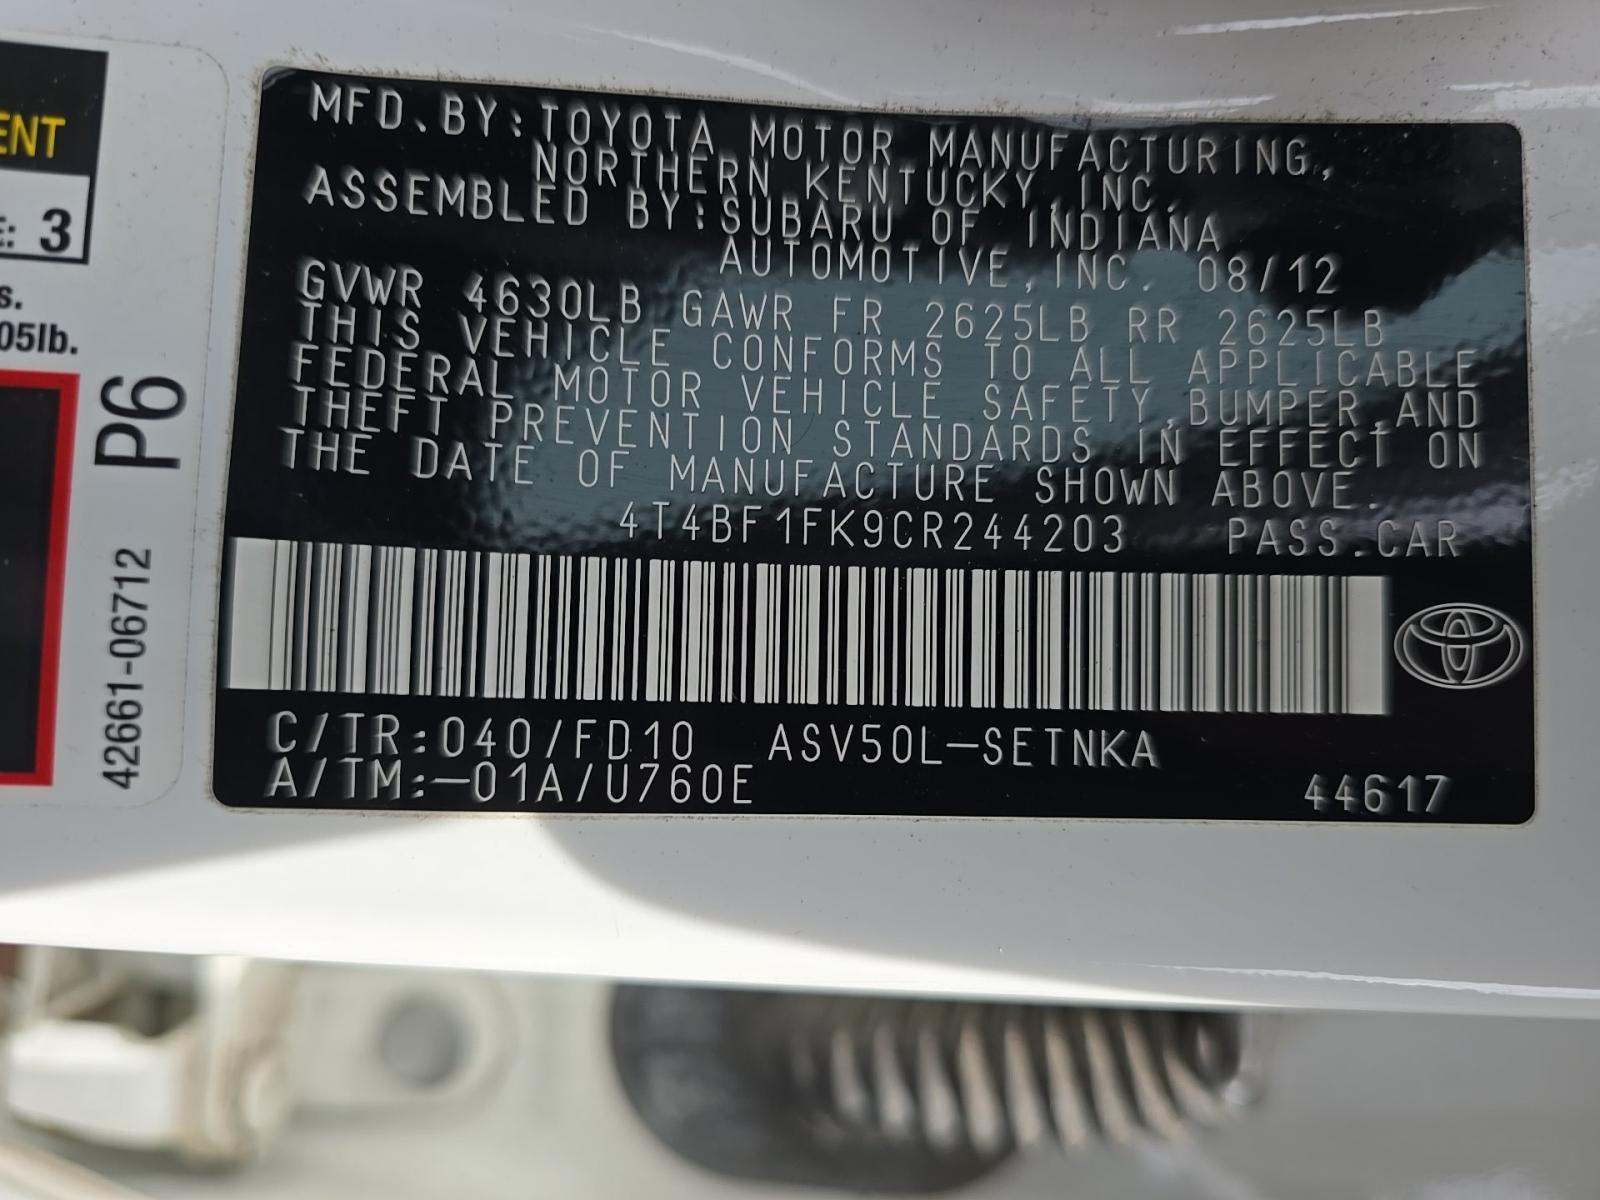 ENT
E: 3
s.
05lb.
P6
42661-06712
MFD.BY:TOYOTA MOTOR MANUFACTURING,
NORTHERN KENTUCKY,INC.
ASSEMBLED BY:SUBARU OF INDIANA
AUTOMOTIVE,INC. 08/12
GVWR 4630LB GAWR FR 2625LB RR 2625LB
THIS VEHICLE CONFORMS TO ALL APPLICABLE
FEDERAL MOTOR VEHICLE SAFETY,BUMPER,AND
THEFT PREVENTION STANDARDS IN EFFECT ON
THE DATE OF MANUFACTURE SHOWN ABOVE.
4T4BF1FK9CR244203 PASS.CAR
C/TR:040/FD10 ASV50L-SETNKA
A/TM:-01A/U760E 44617